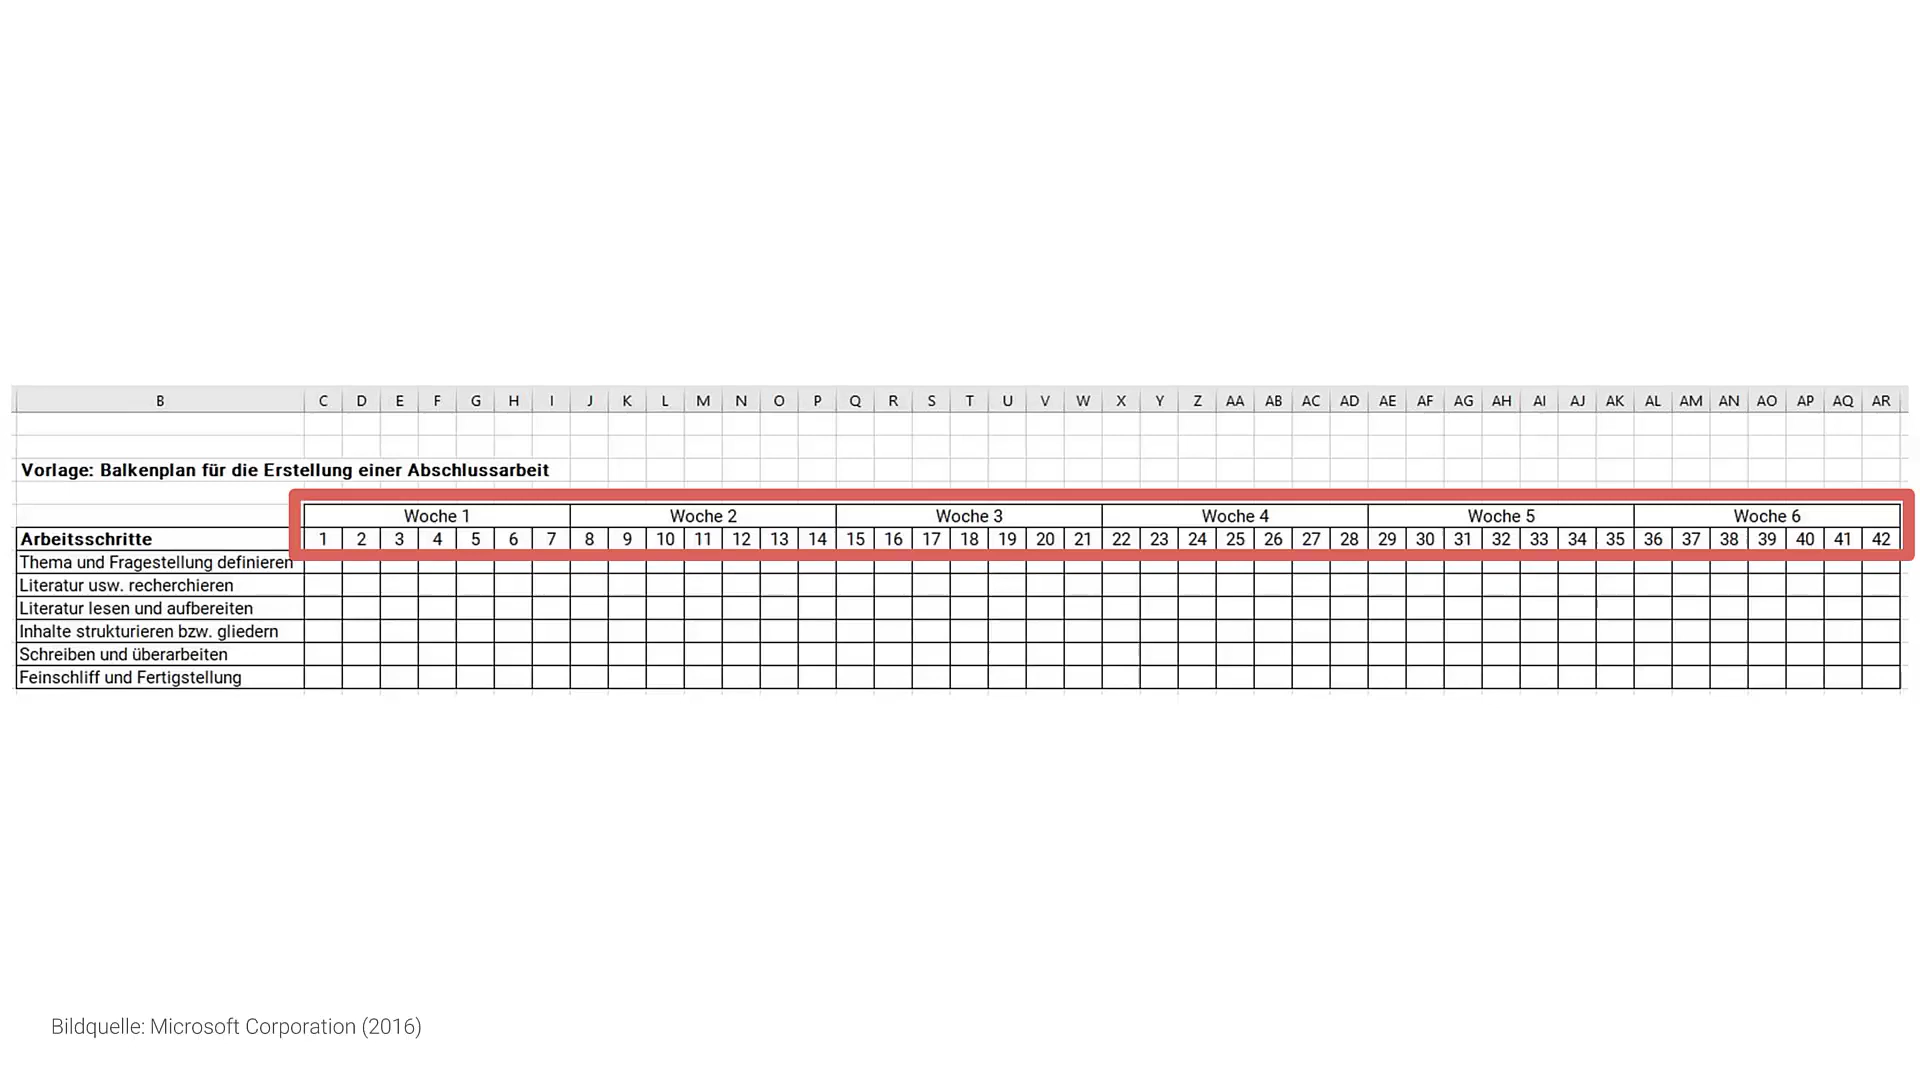 B C D E F G H I J K L M N O P Q R S T U V W X Y Z AA AB AC AD AE AF AG AH AI AJ AK AL AM AN AO AP AQ AR
Vorlage: Balkenplan für die Erstellung einer Abschlussarbeit
Woche 1 Woche 2 Woche 3 Woche 4 Woche 5 Woche 6
Arbeitsschritte 1 2 3 4 5 6 7 8 9 10 11 12 13 14 15 16 17 18 19 20 21 22 23 24 25 26 27 28 29 30 31 32 33 34 35 36 37 38 39 40 41 42
Thema und Fragestellung definieren
Literatur usw. recherchieren
Literatur lesen und aufbereiten
Inhalte strukturieren bzw. gliedern
Schreiben und überarbeiten
Feinschliff und Fertigstellung
Bildquelle: Microsoft Corporation (2016)